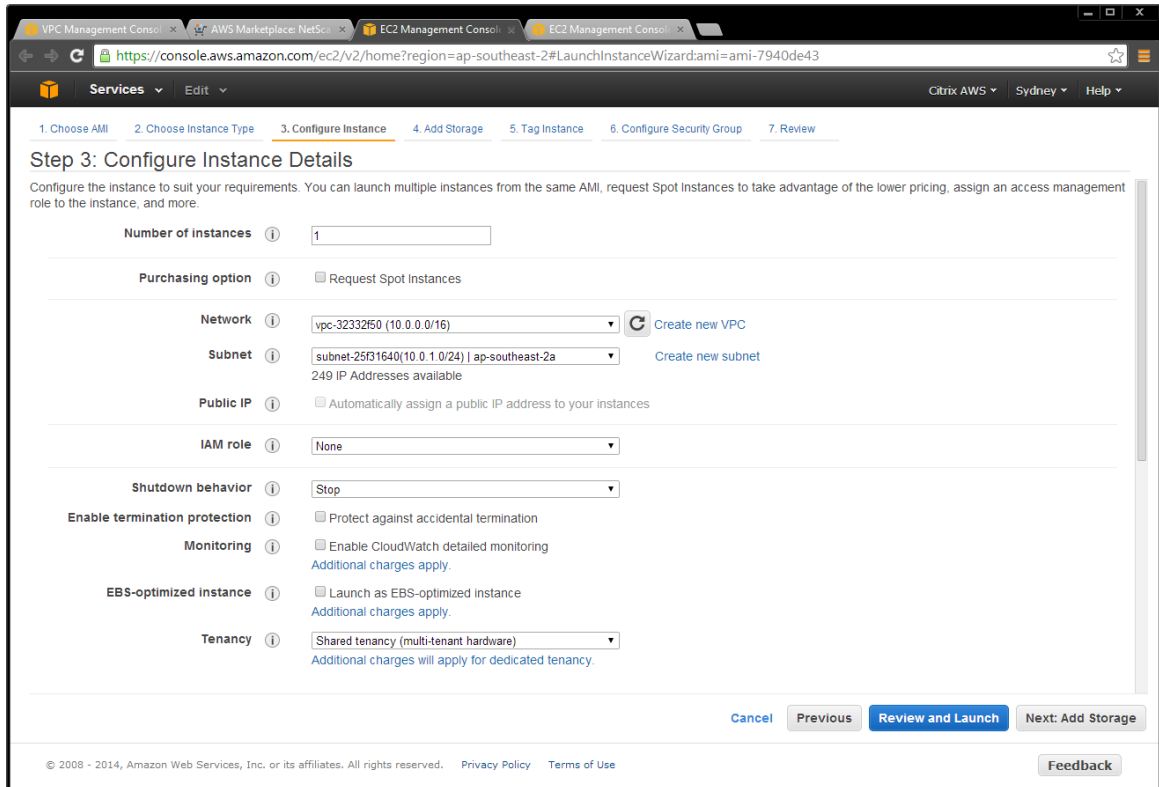 VPC Management Consol AWS Marketplace: NetSca EC2 Management Consol EC2 Management Consol
https://console.aws.amazon.com/ec2/v2/home?region=ap-southeast-2#LaunchInstanceWizard:ami=ami-7940de43
Services Edit Citrix AWS Sydney Help
1. Choose AMI 2. Choose Instance Type 3. Configure Instance 4. Add Storage 5. Tag Instance 6. Configure Security Group 7. Review
Step 3: Configure Instance Details
Configure the instance to suit your requirements. You can launch multiple instances from the same AMI, request Spot Instances to take advantage of the lower pricing, assign an access management
role to the instance, and more.
Number of instances 1
Purchasing option Request Spot Instances
Network vpc-32332f50 (10.0.0.0/16) Create new VPC
Subnet subnet-25f31640(10.0.1.0/24) | ap-southeast-2a Create new subnet
249 IP Addresses available
Public IP Automatically assign a public IP address to your instances
IAM role None
Shutdown behavior Stop
Enable termination protection Protect against accidental termination
Monitoring Enable CloudWatch detailed monitoring
Additional charges apply.
EBS-optimized instance Launch as EBS-optimized instance
Additional charges apply.
Tenancy Shared tenancy (multi-tenant hardware)
Additional charges will apply for dedicated tenancy.
Cancel Previous Review and Launch Next: Add Storage
© 2008 - 2014, Amazon Web Services, Inc. or its affiliates. All rights reserved. Privacy Policy Terms of Use Feedback